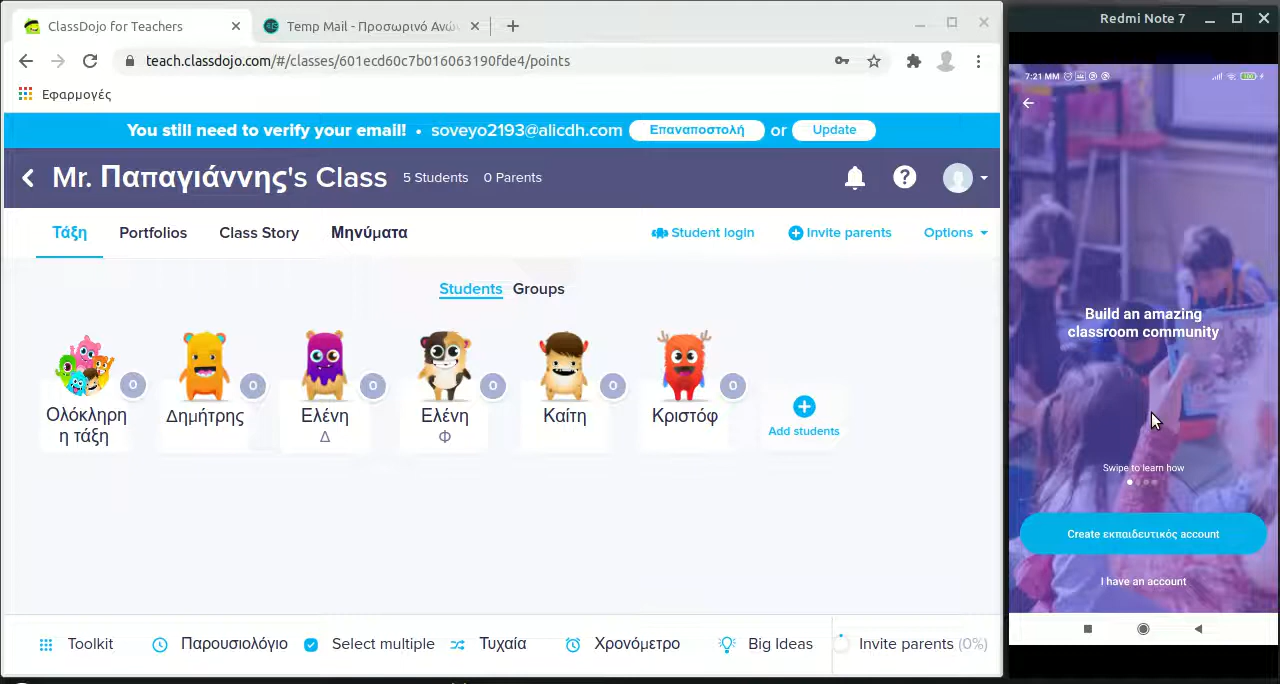 ClassDojo for Teachers
Temp Mail - Προσωρινό Ανών
teach.classdojo.com/#/classes/601ecd60c7b016063190fde4/points
Εφαρμογές
You still need to verify your email! • soveyo2193@alicdh.com Επαναποστολή or Update
Mr. Παπαγιάννης's Class 5 Students 0 Parents
Τάξη Portfolios Class Story Μηνύματα Student login Invite parents Options
Students Groups
0 0 0 0 0 0
Ολόκληρη
η τάξη
Δημήτρης
Ελένη
Δ
Ελένη
Φ
Καίτη
Κριστόφ
Add students
Toolkit Παρουσιολόγιο Select multiple Τυχαία Χρονόμετρο Big Ideas Invite parents (0%)
Redmi Note 7
7:21 ΜΜ 100
Build an amazing
classroom community
Swipe to learn how
Create εκπαιδευτικός account
I have an account